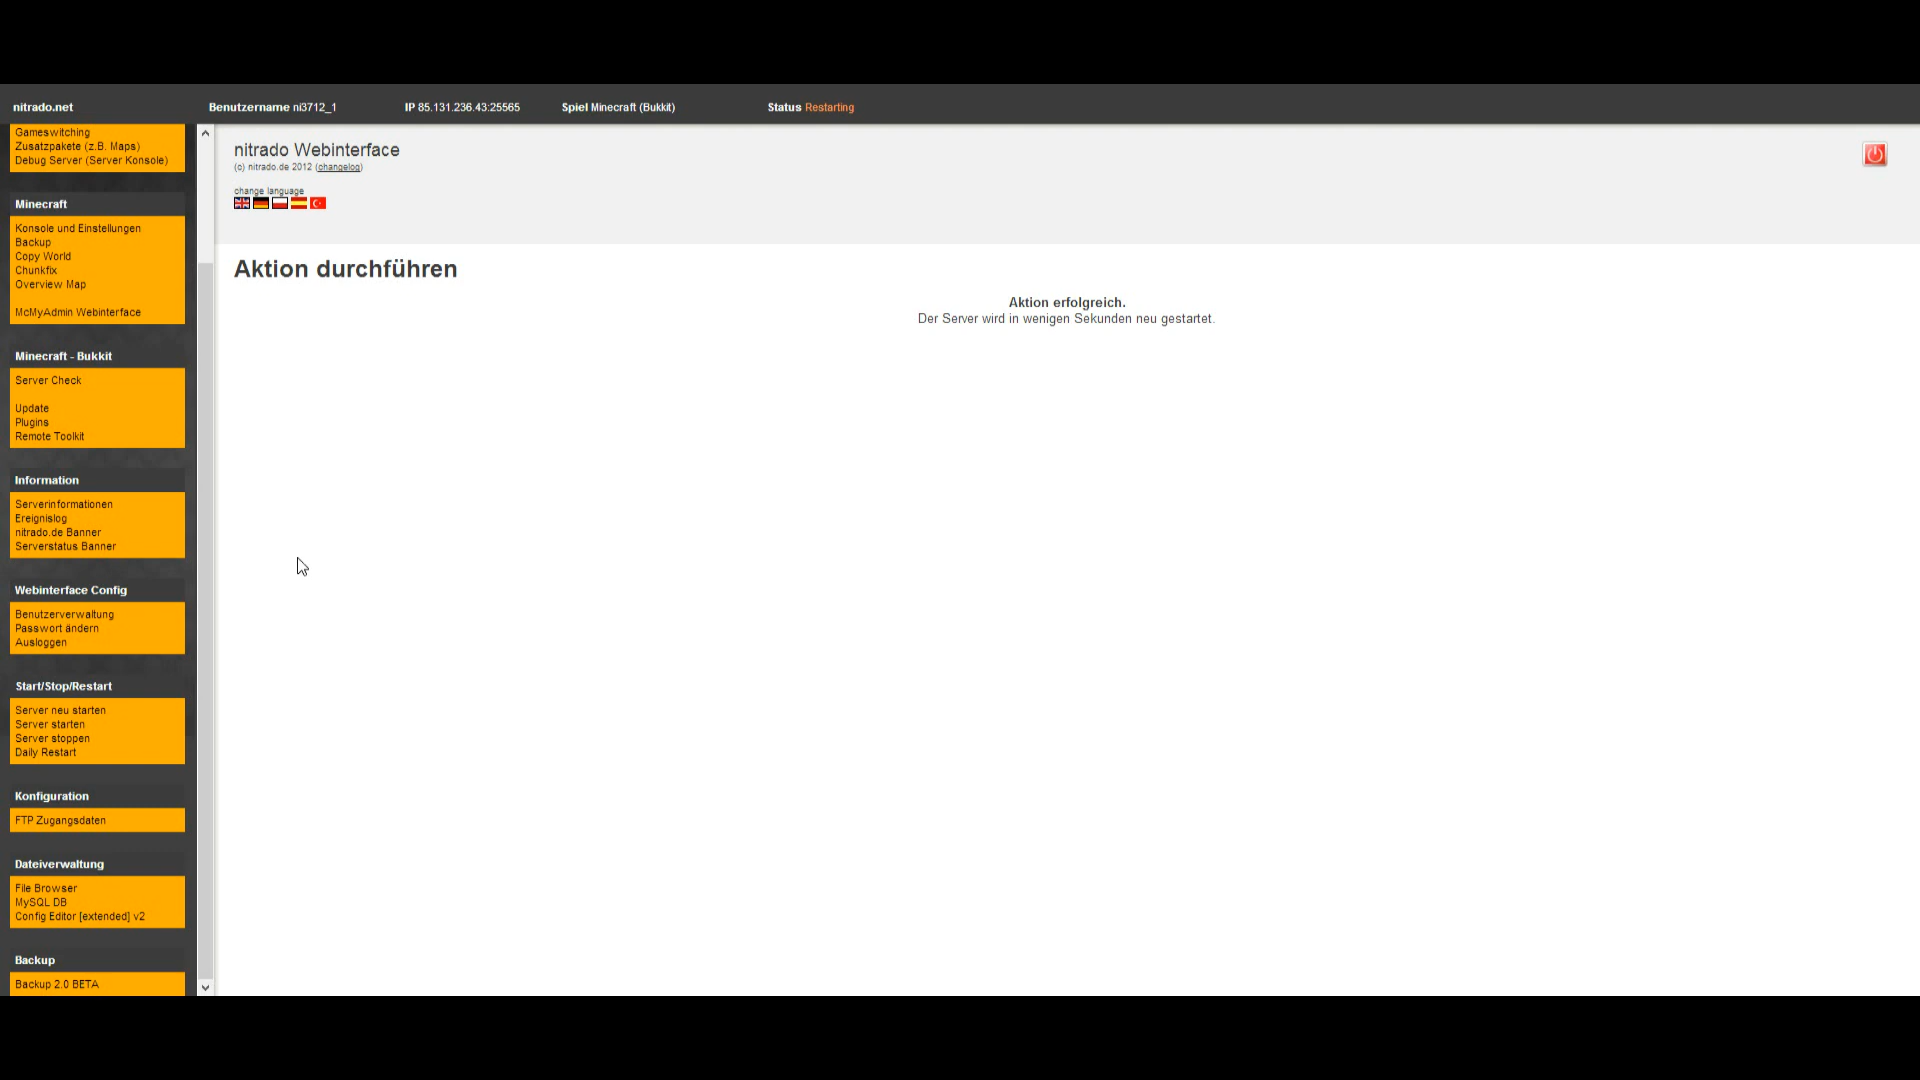 nitrado.net
Benutzername ni3712_1
IP 85.131.236.43:25565
Spiel Minecraft (Bukkit)
Status Restarting
Gameswitching
Zusatzpakete (z.B. Maps)
Debug Server (Server Konsole)
Minecraft
Konsole und Einstellungen
Backup
Copy World
Chunkfix
Overview Map
McMyAdmin Webinterface
Minecraft - Bukkit
Server Check
Update
Plugins
Remote Toolkit
Information
Serverinformationen
Ereignislog
nitrado.de Banner
Serverstatus Banner
Webinterface Config
Benutzerverwaltung
Passwort ändern
Ausloggen
Start/Stop/Restart
Server neu starten
Server starten
Server stoppen
Daily Restart
Konfiguration
FTP Zugangsdaten
Dateiverwaltung
File Browser
MySQL DB
Config Editor [extended] v2
Backup
Backup 2.0 BETA
nitrado Webinterface
(c) nitrado.de 2012 (changelog)
change language
Aktion durchführen
Aktion erfolgreich.
Der Server wird in wenigen Sekunden neu gestartet.